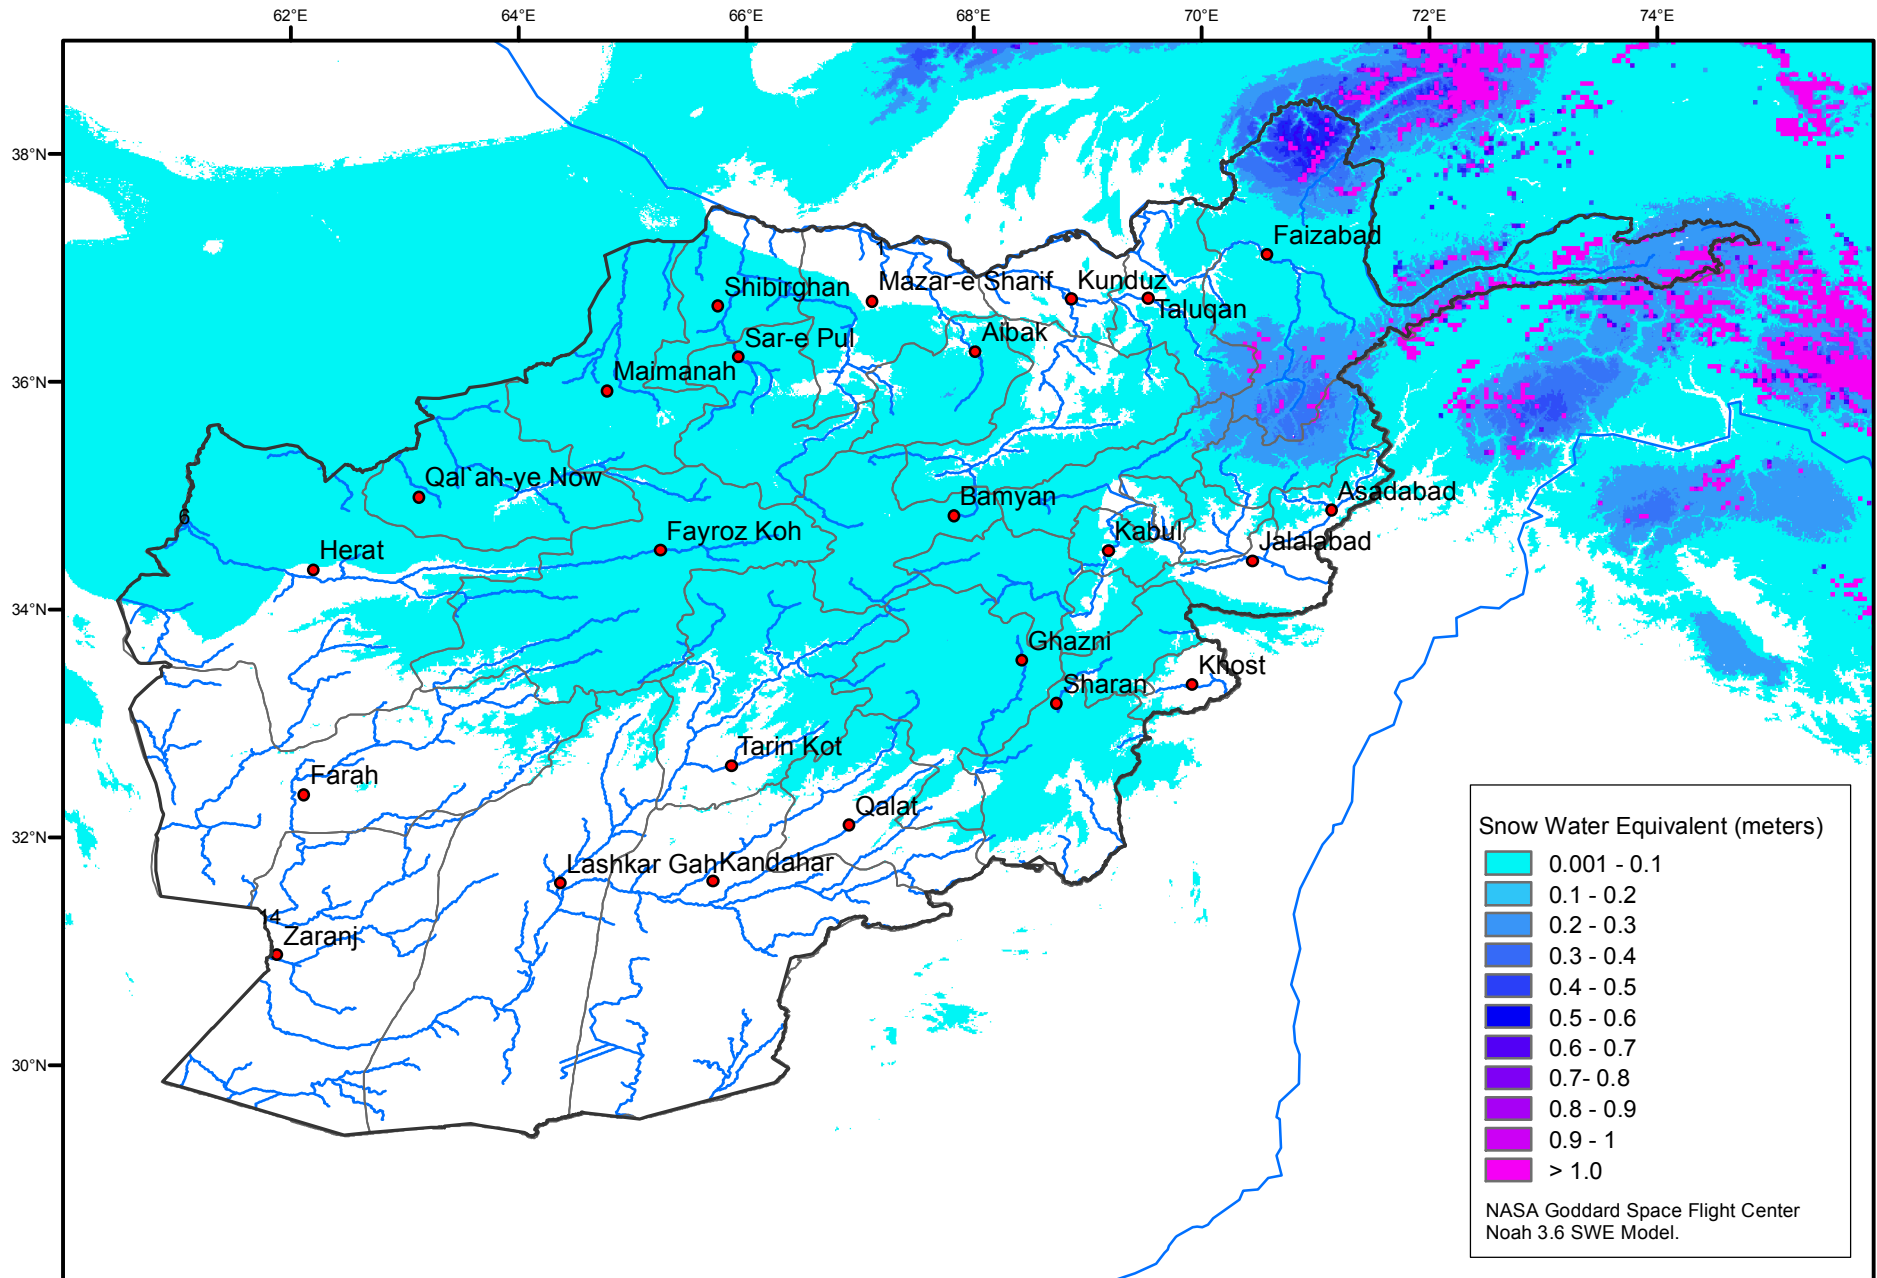 62°E 64°E 66°E 68°E 70°E 72°E 74°E
38°N
Faizabad
1
Mazar-e Sharif
Kunduz
Shibirghan
Taluqan
Sar-e Pul
Aibak
Maimanah
36°N
Qal`ah-ye Now
Bamyan
Asadabad
6
Fayroz Koh
Kabul
Herat
Jalalabad
34°N
Ghazni
Khost
Sharan
Tarin Kot
Farah
Qalat
32°N
Lashkar Gah
Kandahar
14
Zaranj
30°N
Snow Water Equivalent (meters)
0.001 - 0.1
0.1 - 0.2
0.2 - 0.3
0.3 - 0.4
0.4 - 0.5
0.5 - 0.6
0.6 - 0.7
0.7- 0.8
0.8 - 0.9
0.9 - 1
> 1.0
NASA Goddard Space Flight Center
Noah 3.6 SWE Model.